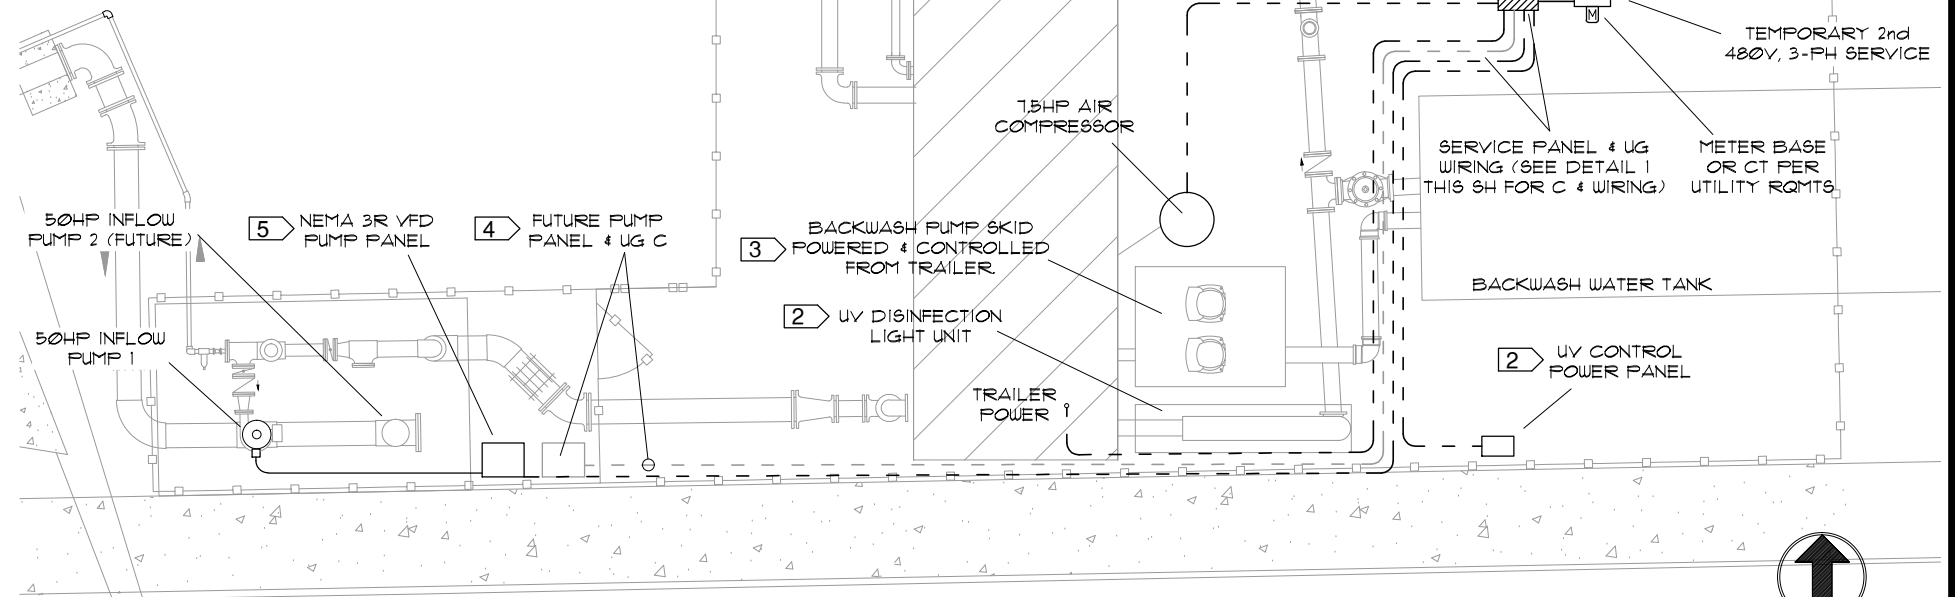 M
TEMPORARY 2nd
480V, 3-PH SERVICE
7.5HP AIR
COMPRESSOR
SERVICE PANEL & UG
WIRING (SEE DETAIL 1
THIS SH FOR C & WIRING)
METER BASE
OR CT PER
UTILITY RQMTS
50HP INFLOW
PUMP 2 (FUTURE)
5 NEMA 3R VFD
PUMP PANEL
4 FUTURE PUMP
PANEL & UG C
3 BACKWASH PUMP SKID
POWERED & CONTROLLED
FROM TRAILER.
BACKWASH WATER TANK
2 UV DISINFECTION
LIGHT UNIT
50HP INFLOW
PUMP 1
2 UV CONTROL
POWER PANEL
TRAILER
POWER